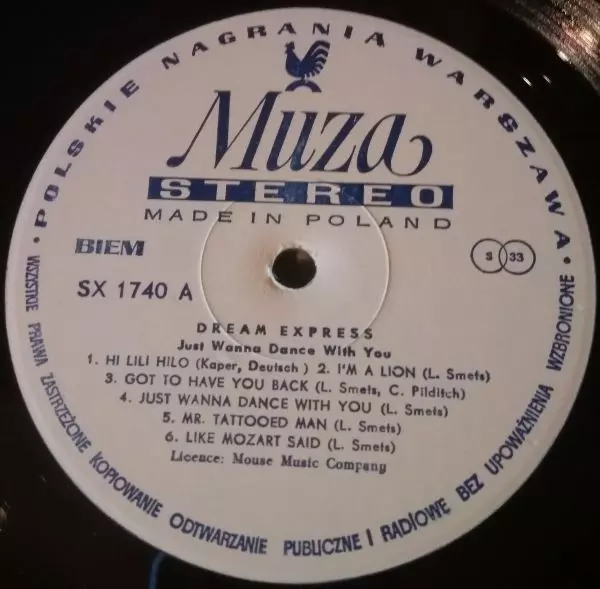 • POLSKIE NAGRANIA WARSZAWA •
Muza
STEREO
MADE IN POLAND
BIEM
S 33
SX 1740 A
DREAM EXPRESS
Just Wanna Dance With You
1. HI LILI HILO (Kaper, Deutsch ) 2. I'M A LION (L. Smets)
3. GOT TO HAVE YOU BACK (L. Smets, C. Pilditch)
4. JUST WANNA DANCE WITH YOU (L. Smets)
5. MR. TATTOOED MAN (L. Smets)
6. LIKE MOZART SAID (L. Smets)
Licence: Mouse Music Company
WSZYSTKIE PRAWA ZASTRZEŻONE KOPIOWANIE ODTWARZANIE PUBLICZNE I RADIOWE BEZ UPOWAŻNIENIA WZBRONIONE